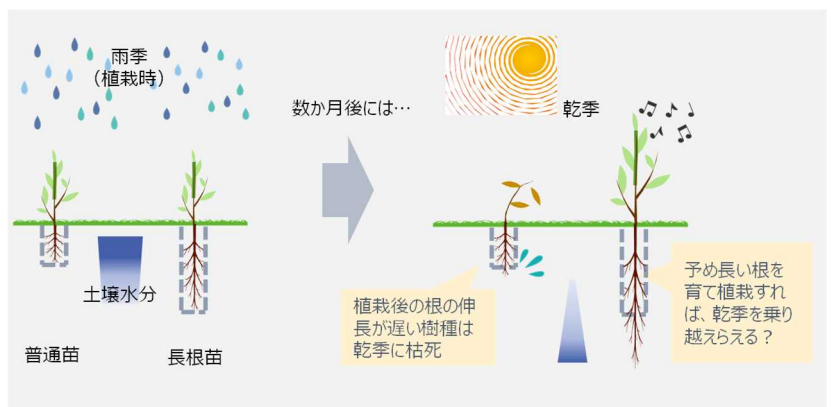 雨季
（植栽時）
数か月後には…
乾季
土壌水分
普通苗
長根苗
植栽後の根の伸
長が遅い樹種は
乾季に枯死
予め長い根を
育て植栽すれ
ば、乾季を乗り
越えらえる？